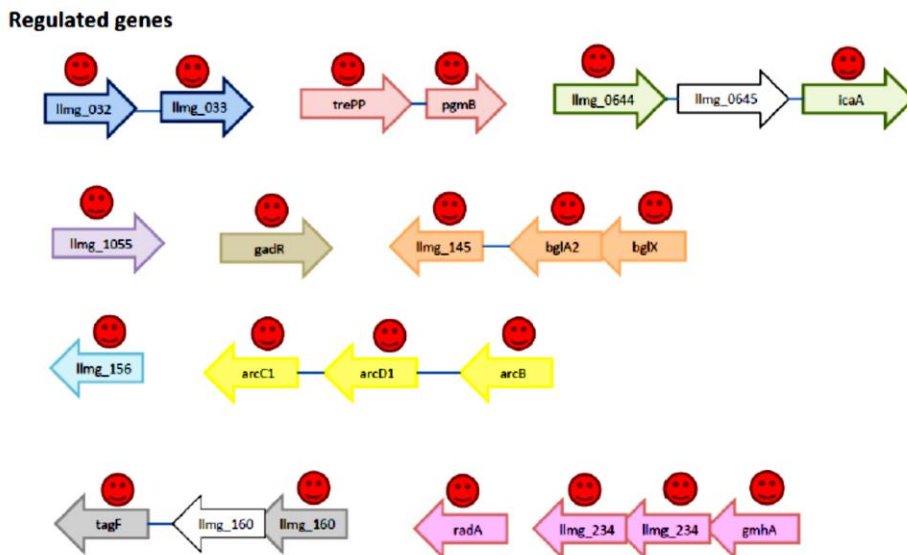 Regulated genes
llmg_032 llmg_033 trePP pgmB llmg_0644 llmg_0645 icaA
llmg_1055 gadR llmg_145 bglA2 bglX
llmg_156 arcC1 arcD1 arcB
tagF llmg_160 llmg_160 radA llmg_234 llmg_234 gmhA